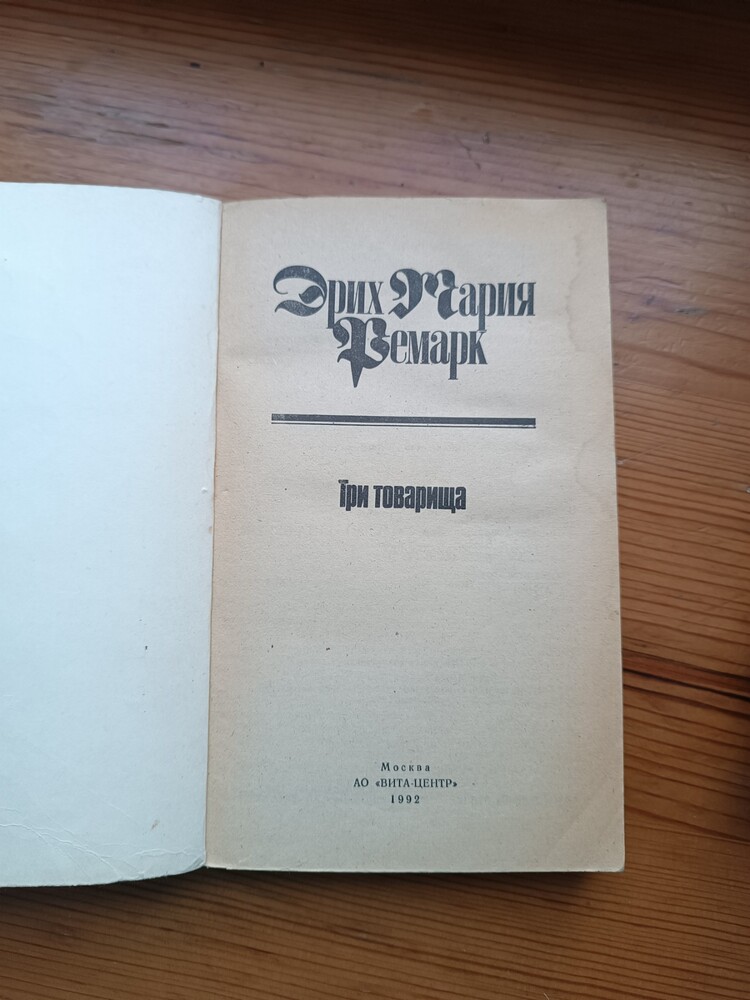 Эрих Мария
Ремарк
Три товарища
Москва
АО «ВИТА-ЦЕНТР»
1992